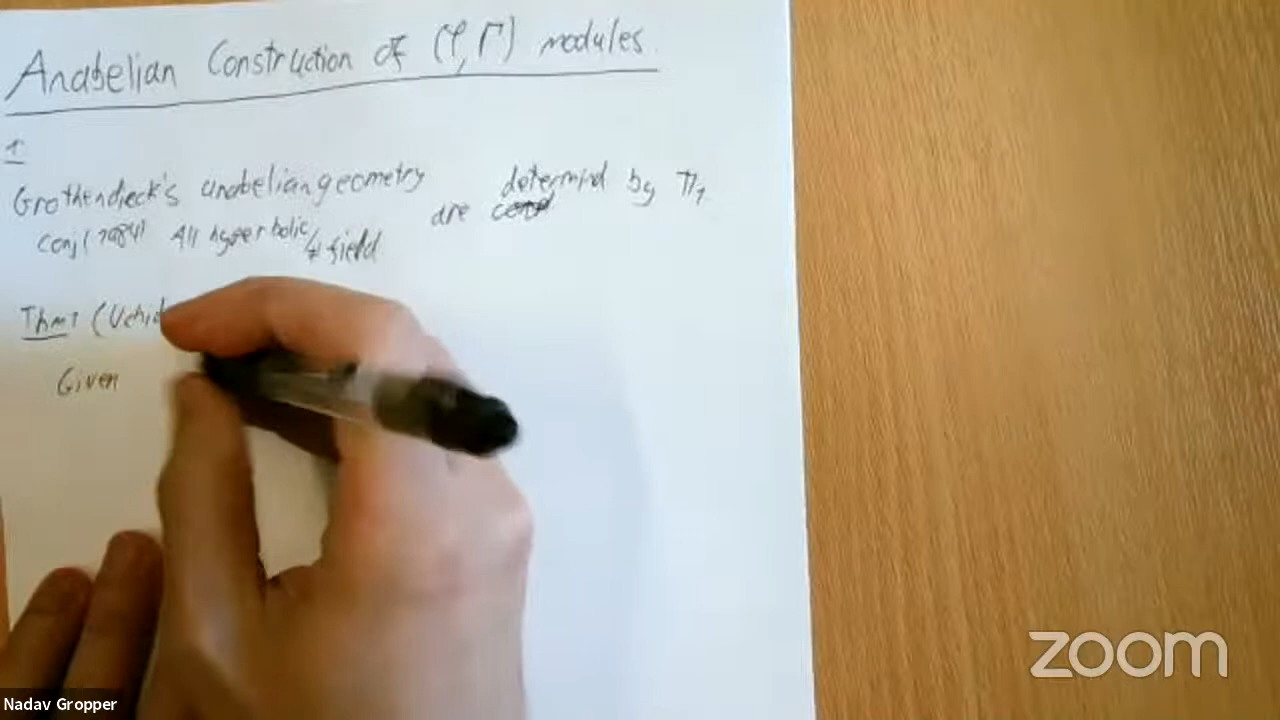 Anabelian Construction of (φ,Γ) modules.
1
Grothendieck's anabelian geometry
Conj(1984) All hyperbolic/# field are determind by π1
Thm: (Uchid
Given
zoom
Nadav Gropper